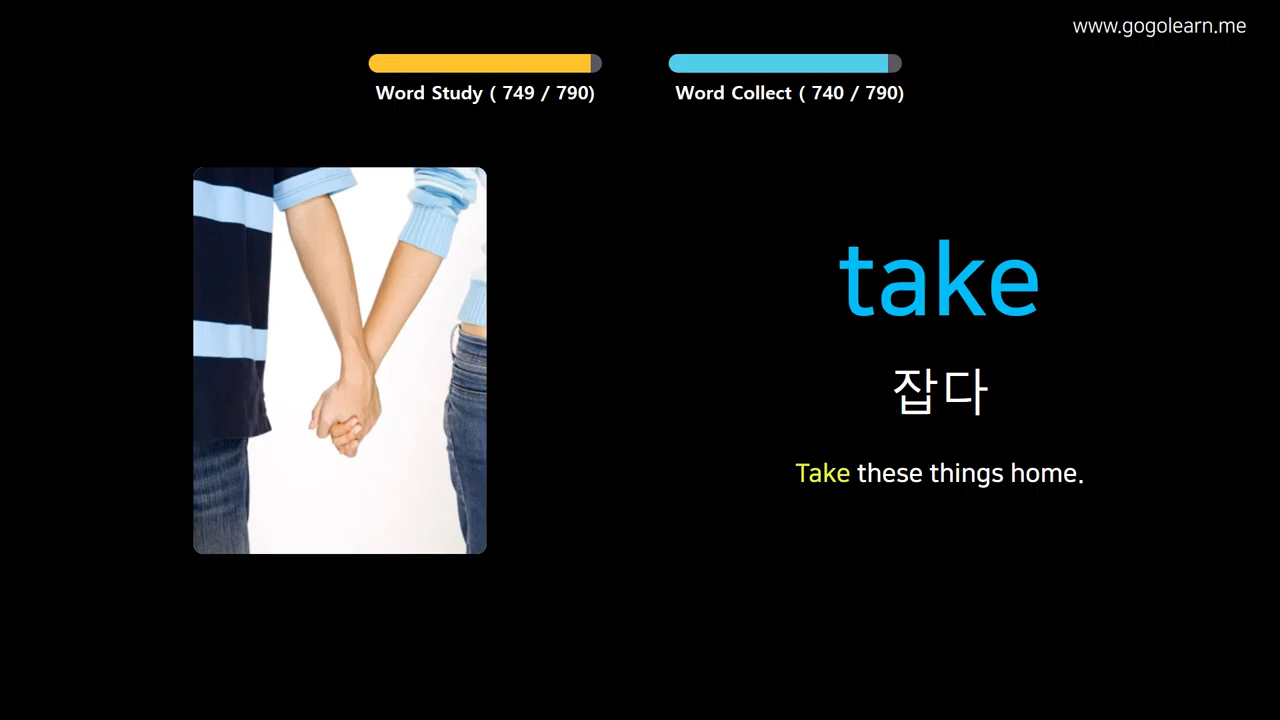 www.gogolearn.me
Word Study ( 749 / 790)
Word Collect ( 740 / 790)
take
잡다
Take these things home.